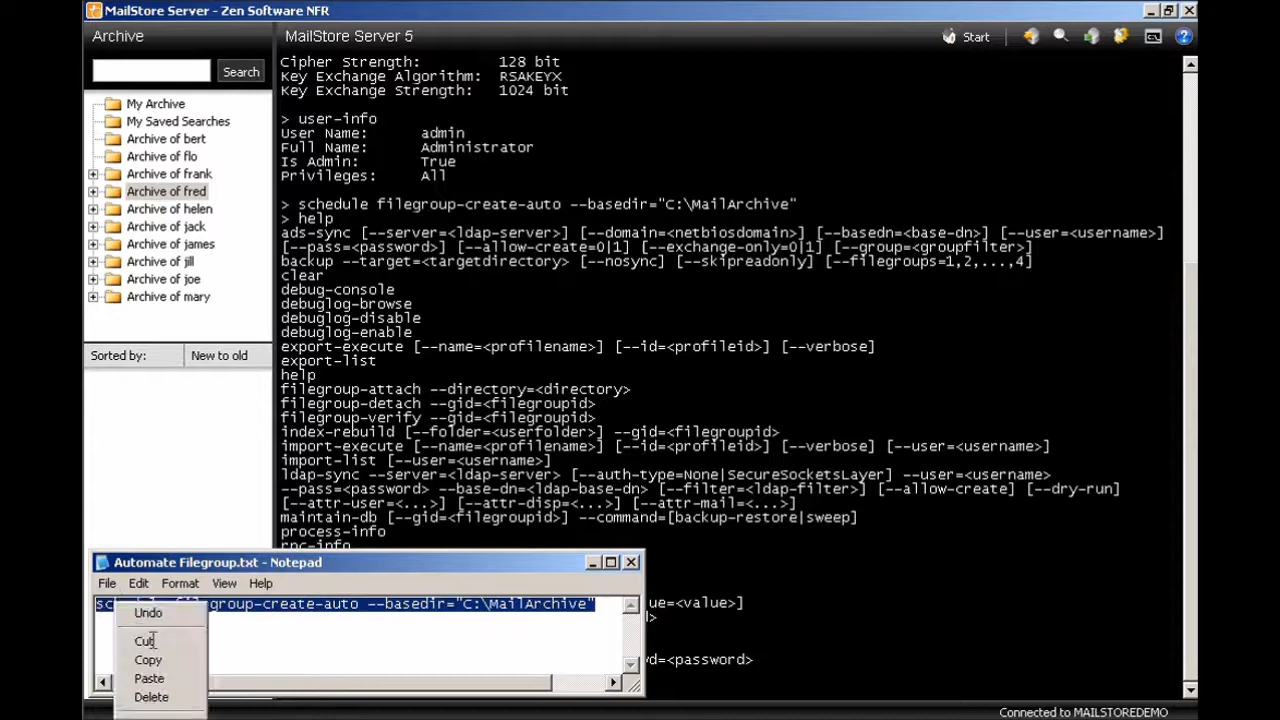 MailStore Server - Zen Software NFR
Archive
MailStore Server 5
Start
Search
My Archive
My Saved Searches
Archive of bert
Archive of flo
Archive of frank
Archive of fred
Archive of helen
Archive of jack
Archive of james
Archive of jill
Archive of joe
Archive of mary
Sorted by:
New to old
Cipher Strength: 128 bit
Key Exchange Algorithm: RSAKEYX
Key Exchange Strength: 1024 bit
> user-info
User Name: admin
Full Name: Administrator
Is Admin: True
Privileges: All
> schedule filegroup-create-auto --basedir="C:\MailArchive"
> help
ads-sync [--server=<ldap-server>] [--domain=<netbiosdomain>] [--basedn=<base-dn>] [--user=<username>]
[--pass=<password>] [--allow-create=0|1] [--exchange-only=0|1] [--group=<groupfilter>]
backup --target=<targetdirectory> [--nosync] [--skipreadonly] [--filegroups=1,2,...,4]
clear
debug-console
debuglog-browse
debuglog-disable
debuglog-enable
export-execute [--name=<profilename>] [--id=<profileid>] [--verbose]
export-list
help
filegroup-attach --directory=<directory>
filegroup-detach --gid=<filegroupid>
filegroup-verify --gid=<filegroupid>
index-rebuild [--folder=<userfolder>] --gid=<filegroupid>
import-execute [--name=<profilename>] [--id=<profileid>] [--verbose] [--user=<username>]
import-list [--user=<username>]
ldap-sync --server=<ldap-server> [--auth-type=None|SecureSocketsLayer] --user=<username>
--pass=<password> --base-dn=<ldap-base-dn> [--filter=<ldap-filter>] [--allow-create] [--dry-run]
[--attr-user=<...>] [--attr-disp=<...>] [--attr-mail=<...>]
maintain-db [--gid=<filegroupid>] --command=[backup-restore|sweep]
process-info
rpc-info
ue=<value>]
>
vd=<password>
Automate Filegroup.txt - Notepad
File Edit Format View Help
group-create-auto --basedir="C:\MailArchive"
Undo
Cut
Copy
Paste
Delete
Connected to MAILSTOREDEMO